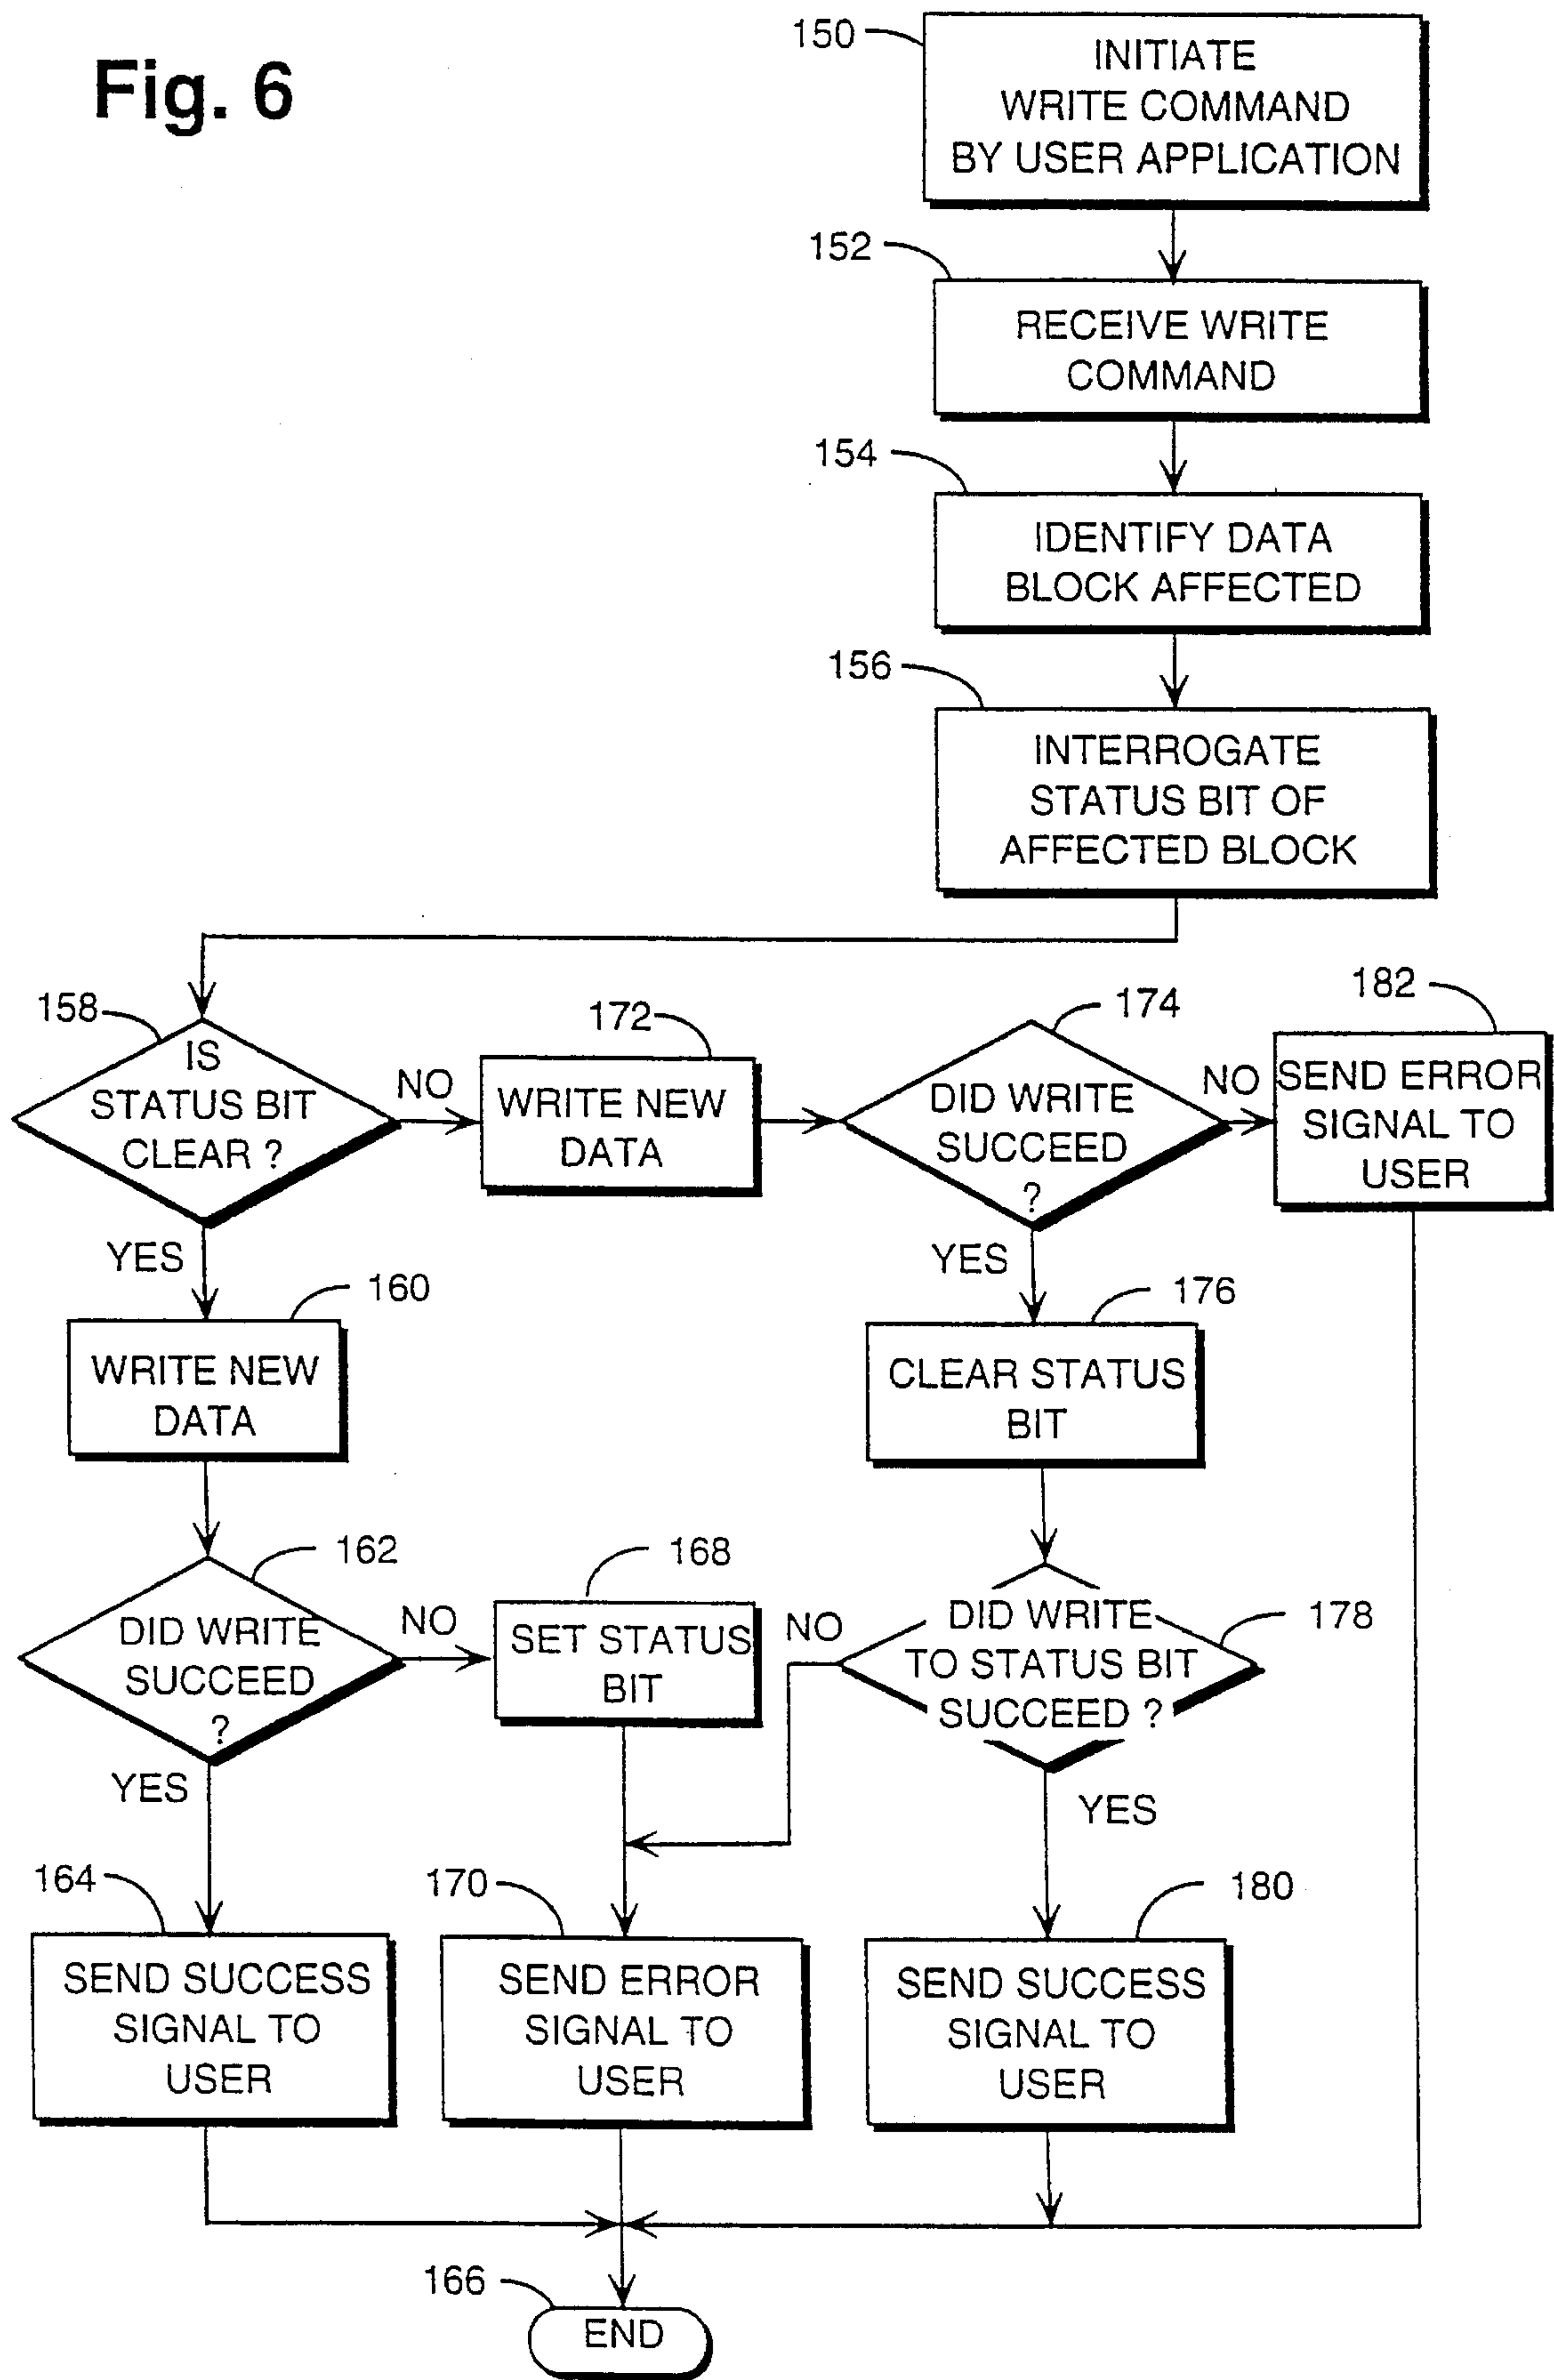 Fig. 6
150
INITIATE
WRITE COMMAND
BY USER APPLICATION
152
RECEIVE WRITE
COMMAND
154
IDENTIFY DATA
BLOCK AFFECTED
156
INTERROGATE
STATUS BIT OF
AFFECTED BLOCK
158
IS
STATUS BIT
CLEAR ?
NO
172
WRITE NEW
DATA
174
DID WRITE
SUCCEED
?
NO
182
SEND ERROR
SIGNAL TO
USER
YES
160
WRITE NEW
DATA
YES
176
CLEAR STATUS
BIT
162
DID WRITE
SUCCEED
?
NO
168
SET STATUS
BIT
NO
DID WRITE
TO STATUS BIT
SUCCEED ?
178
YES
YES
164
SEND SUCCESS
SIGNAL TO
USER
170
SEND ERROR
SIGNAL TO
USER
180
SEND SUCCESS
SIGNAL TO
USER
166
END